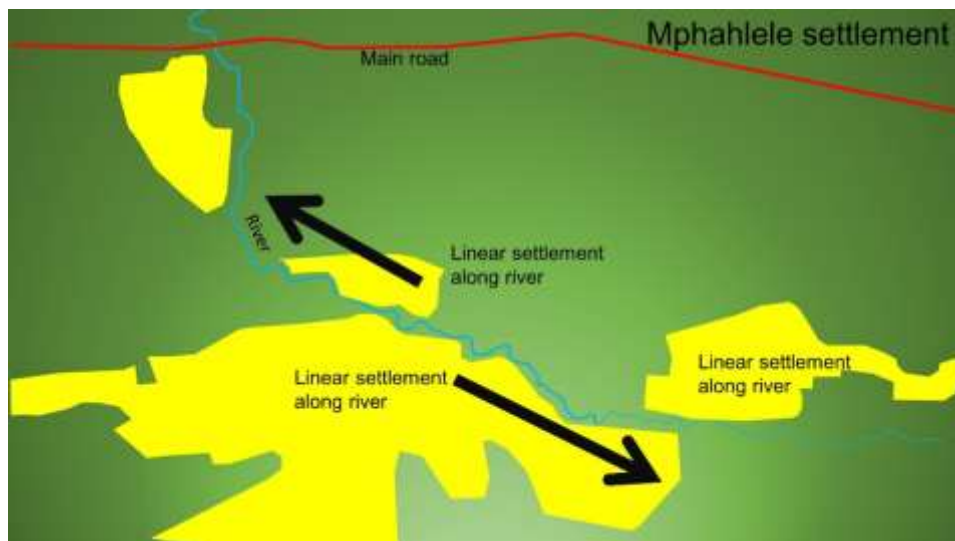 Mphahlele settlement
Main road
River
Linear settlement
along river
Linear settlement
along river
Linear settlement
along river